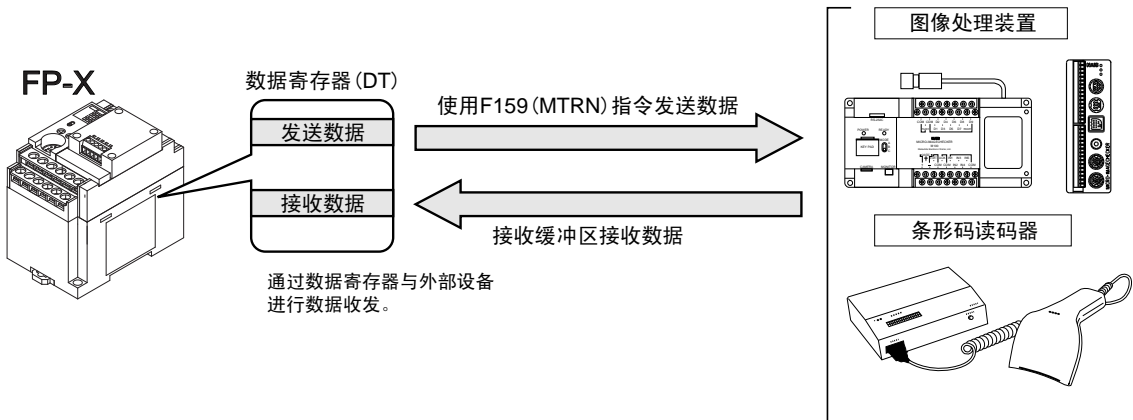 FP-X
数据寄存器(DT)
发送数据
接收数据
通过数据寄存器与外部设备
进行数据收发。
使用F159(MTRN)指令发送数据
接收缓冲区接收数据
图像处理装置
条形码读码器